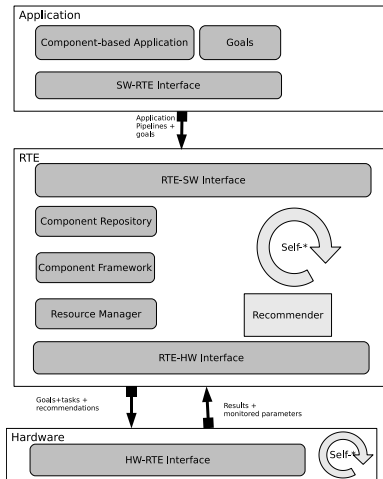 Application
Component-based Application
Goals
SW-RTE Interface
Application
Pipelines +
goals
RTE
RTE-SW Interface
Component Repository
Self-*
Component Framework
Resource Manager
Recommender
RTE-HW Interface
Goals+tasks +
recommendations
Results +
monitored parameters
Hardware
HW-RTE Interface
Self-*